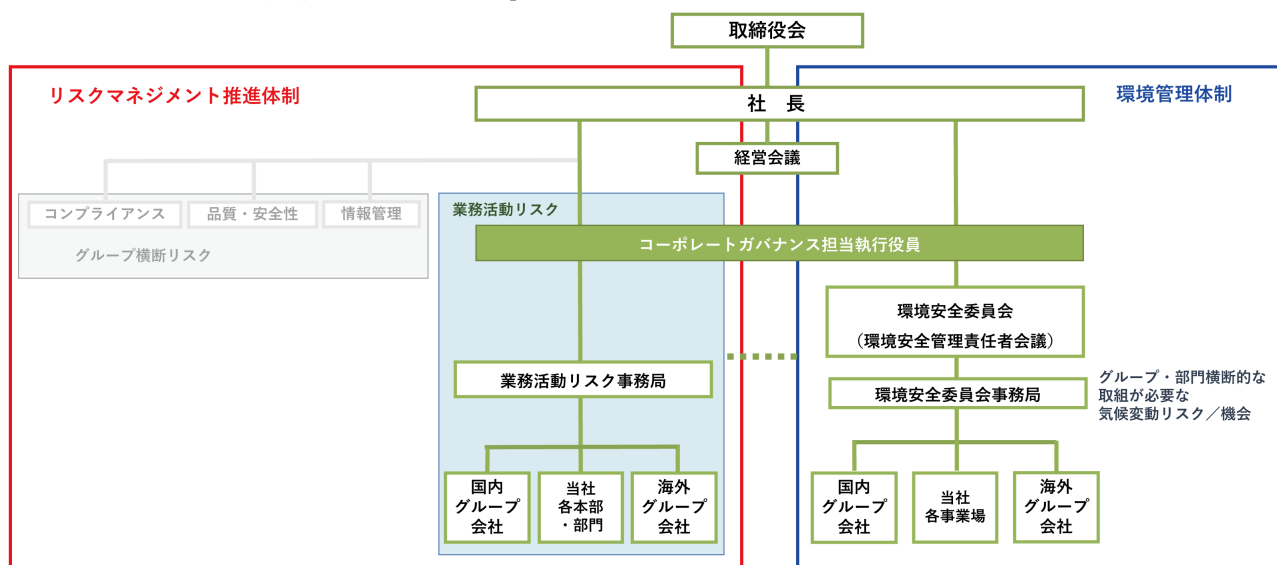 取締役会
リスクマネジメント推進体制
社　長
環境管理体制
経営会議
コンプライアンス
品質・安全性
情報管理
グループ横断リスク
業務活動リスク
コーポレートガバナンス担当執行役員
環境安全委員会
（環境安全管理責任者会議）
業務活動リスク事務局
環境安全委員会事務局
グループ・部門横断的な
取組が必要な
気候変動リスク／機会
国内
グループ
会社
当社
各本部
・部門
海外
グループ
会社
国内
グループ
会社
当社
各事業場
海外
グループ
会社